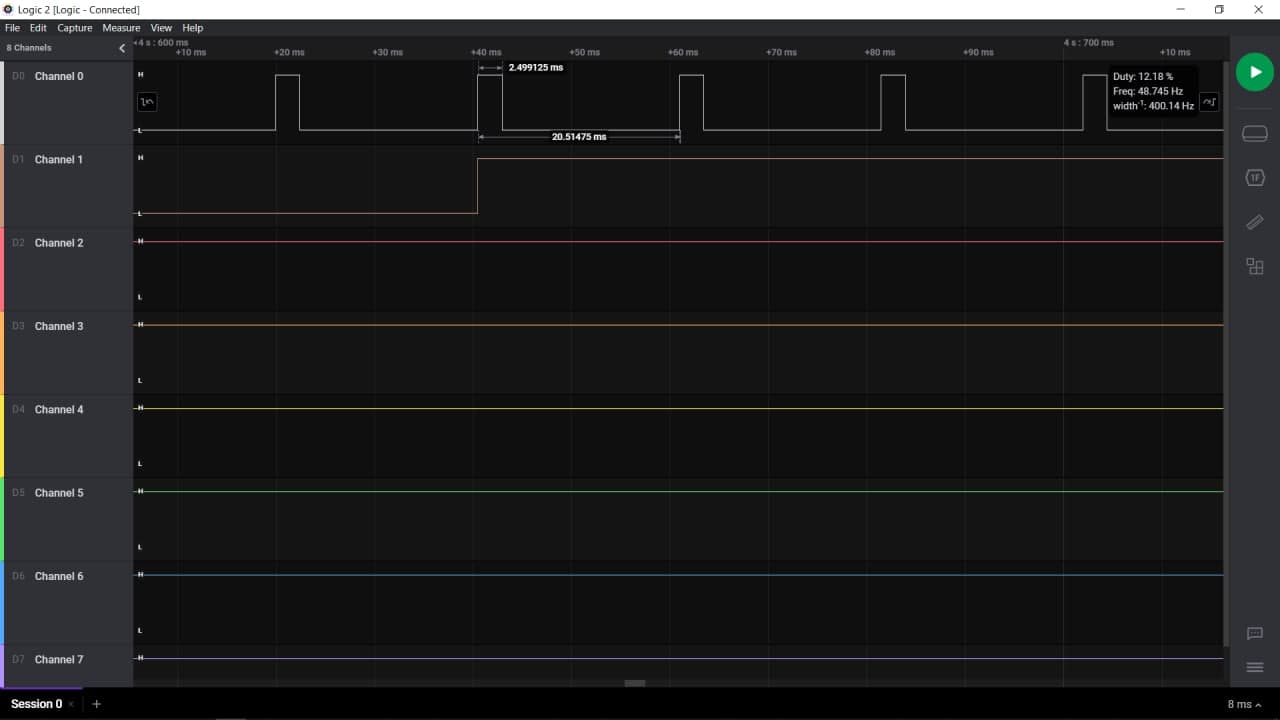 Logic 2 [Logic - Connected]
File Edit Capture Measure View Help
8 Channels
4 s : 600 ms
4 s : 700 ms
+10 ms +20 ms +30 ms +40 ms +50 ms +60 ms +70 ms +80 ms +90 ms +10 ms
D0 Channel 0
H
L
2.499125 ms
20.51475 ms
Duty: 12.18 %
Freq: 48.745 Hz
width⁻¹: 400.14 Hz
D1 Channel 1
H
L
D2 Channel 2
H
L
D3 Channel 3
H
L
D4 Channel 4
H
L
D5 Channel 5
H
L
D6 Channel 6
H
L
D7 Channel 7
H
1F
Session 0
8 ms